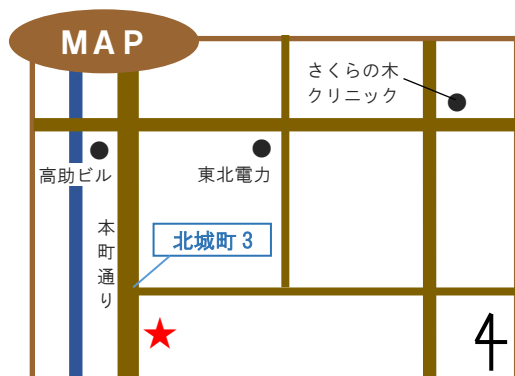 MAP
さくらの木
クリニック
高助ビル
東北電力
本町通り
北城町3